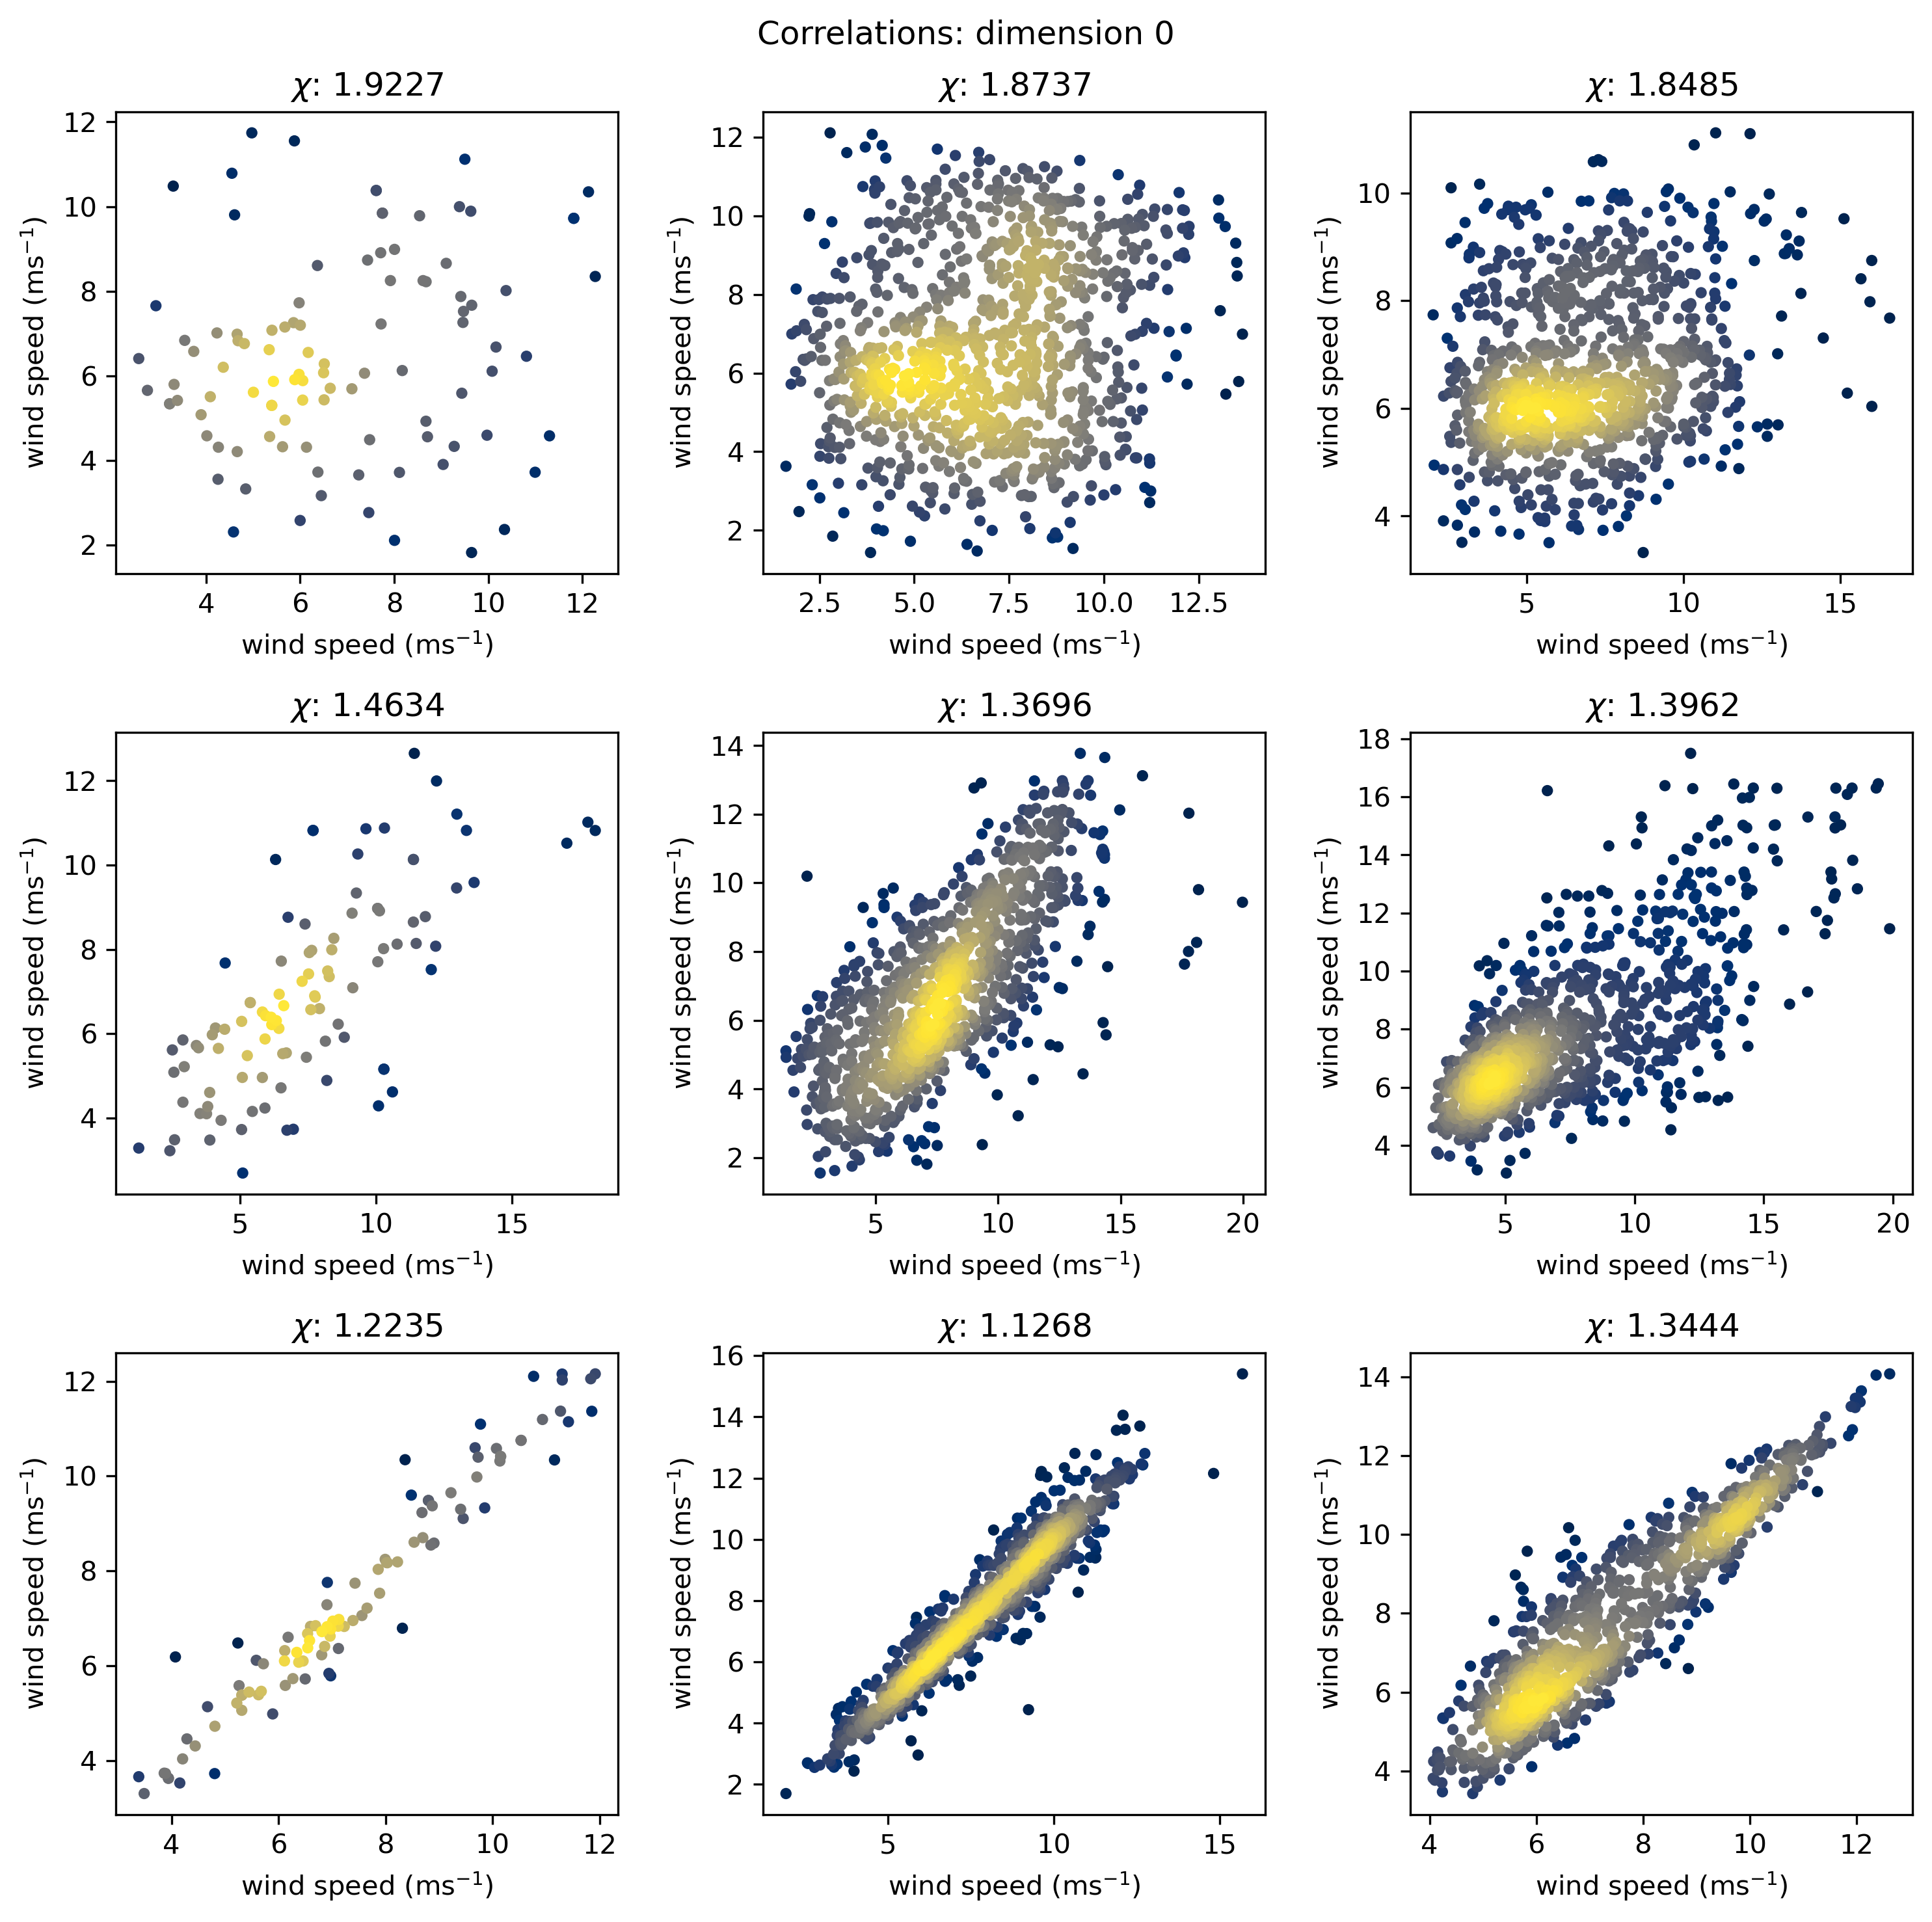 Correlations: dimension 0
χ: 1.9227
χ: 1.8737
χ: 1.8485
12
10
8
6
4
2
wind speed (ms⁻¹)
4 6 8 10 12
wind speed (ms⁻¹)
12
10
8
6
4
2
wind speed (ms⁻¹)
2.5 5.0 7.5 10.0 12.5
wind speed (ms⁻¹)
10
8
6
4
wind speed (ms⁻¹)
5 10 15
wind speed (ms⁻¹)
χ: 1.4634
χ: 1.3696
χ: 1.3962
12
10
8
6
4
wind speed (ms⁻¹)
5 10 15
wind speed (ms⁻¹)
14
12
10
8
6
4
2
wind speed (ms⁻¹)
5 10 15 20
wind speed (ms⁻¹)
18
16
14
12
10
8
6
4
wind speed (ms⁻¹)
5 10 15 20
wind speed (ms⁻¹)
χ: 1.2235
χ: 1.1268
χ: 1.3444
12
10
8
6
4
wind speed (ms⁻¹)
4 6 8 10 12
wind speed (ms⁻¹)
16
14
12
10
8
6
4
2
wind speed (ms⁻¹)
5 10 15
wind speed (ms⁻¹)
14
12
10
8
6
4
wind speed (ms⁻¹)
4 6 8 10 12
wind speed (ms⁻¹)